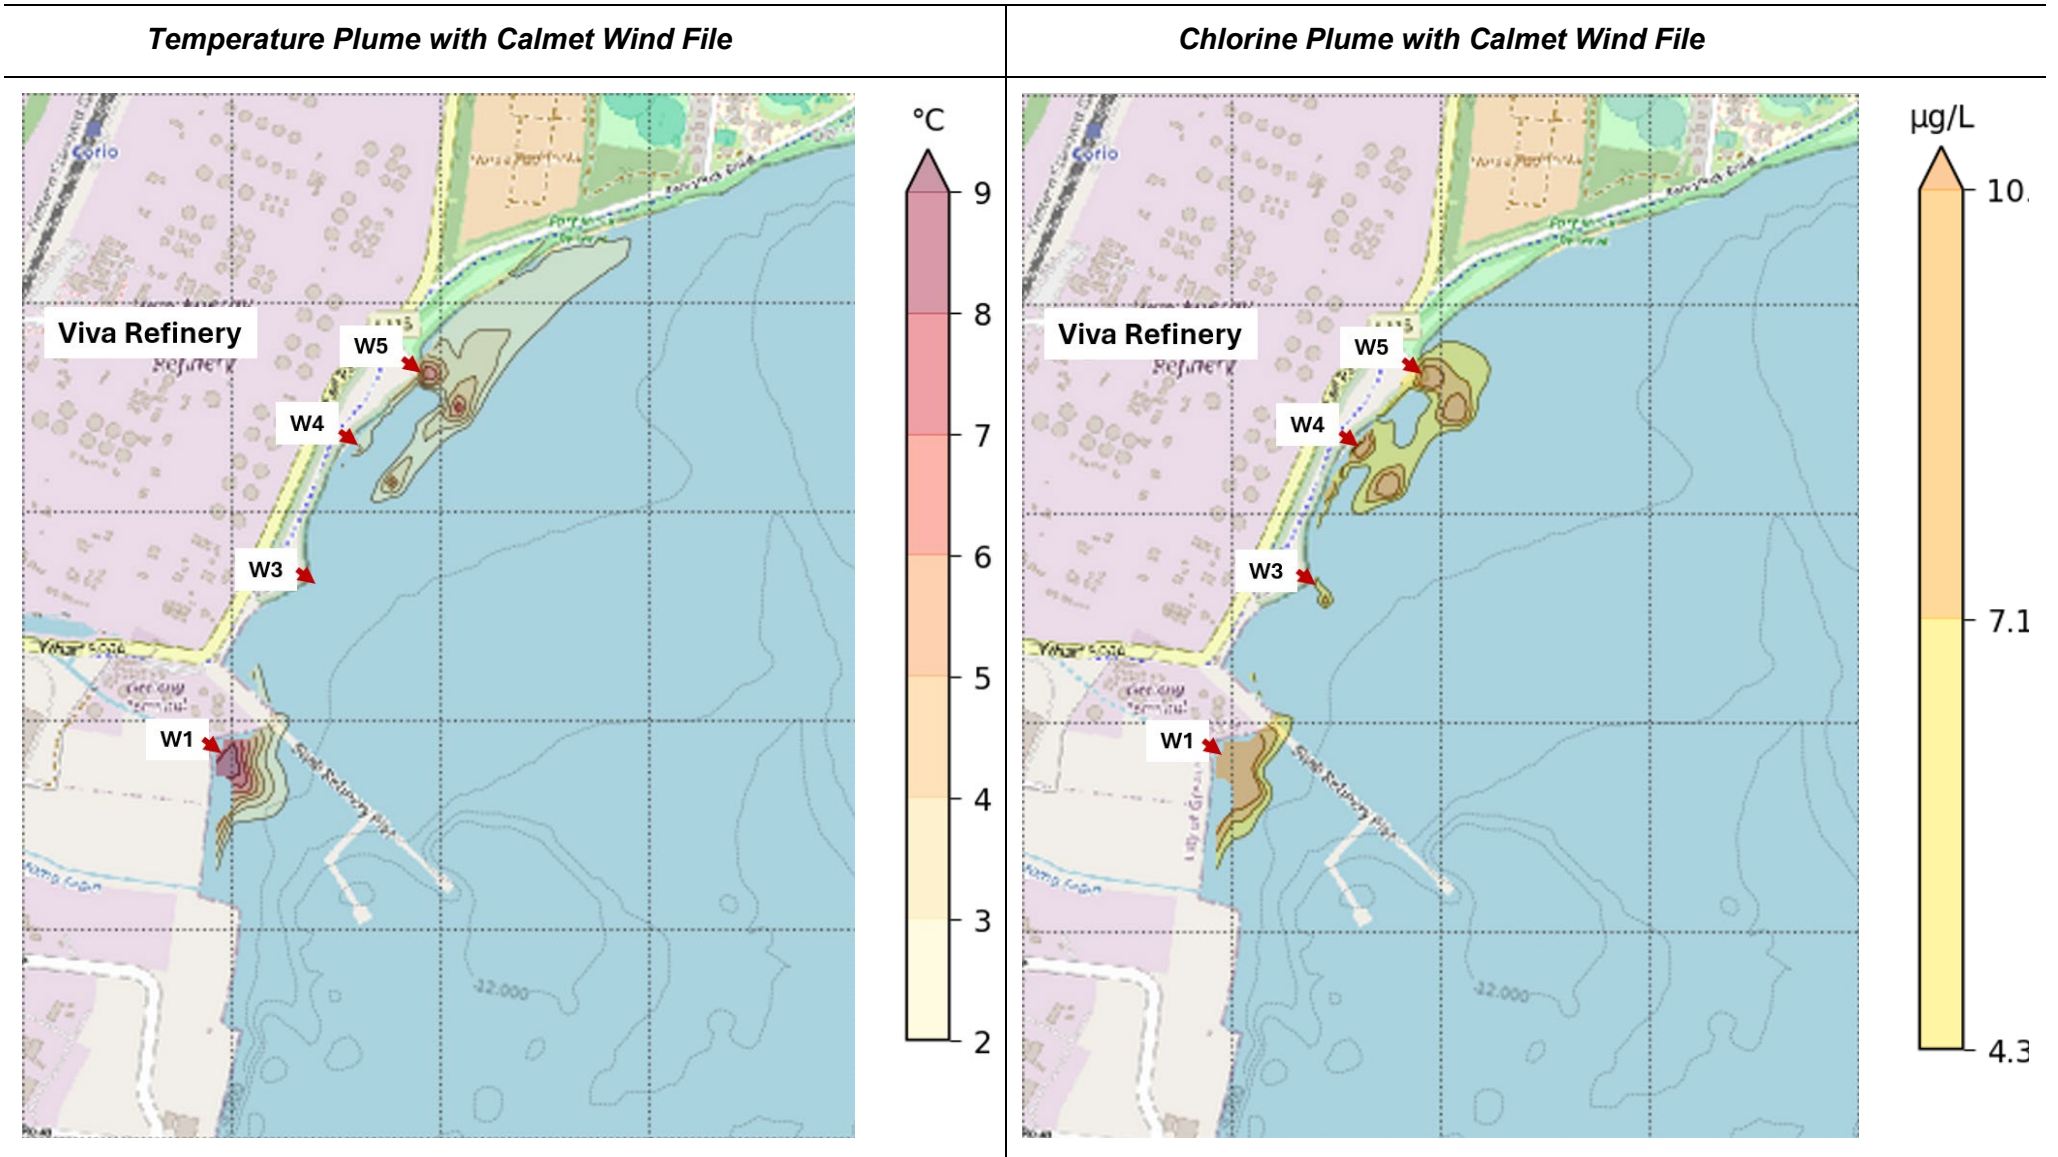 Temperature Plume with Calmet Wind File
Chlorine Plume with Calmet Wind File
Corio
Viva Refinery
Refinery
W5
W4
W3
W1
-12.000
°C
9
8
7
6
5
4
3
2
Corio
Viva Refinery
Refinery
W5
W4
W3
W1
-12.000
µg/L
10.
7.1
4.3